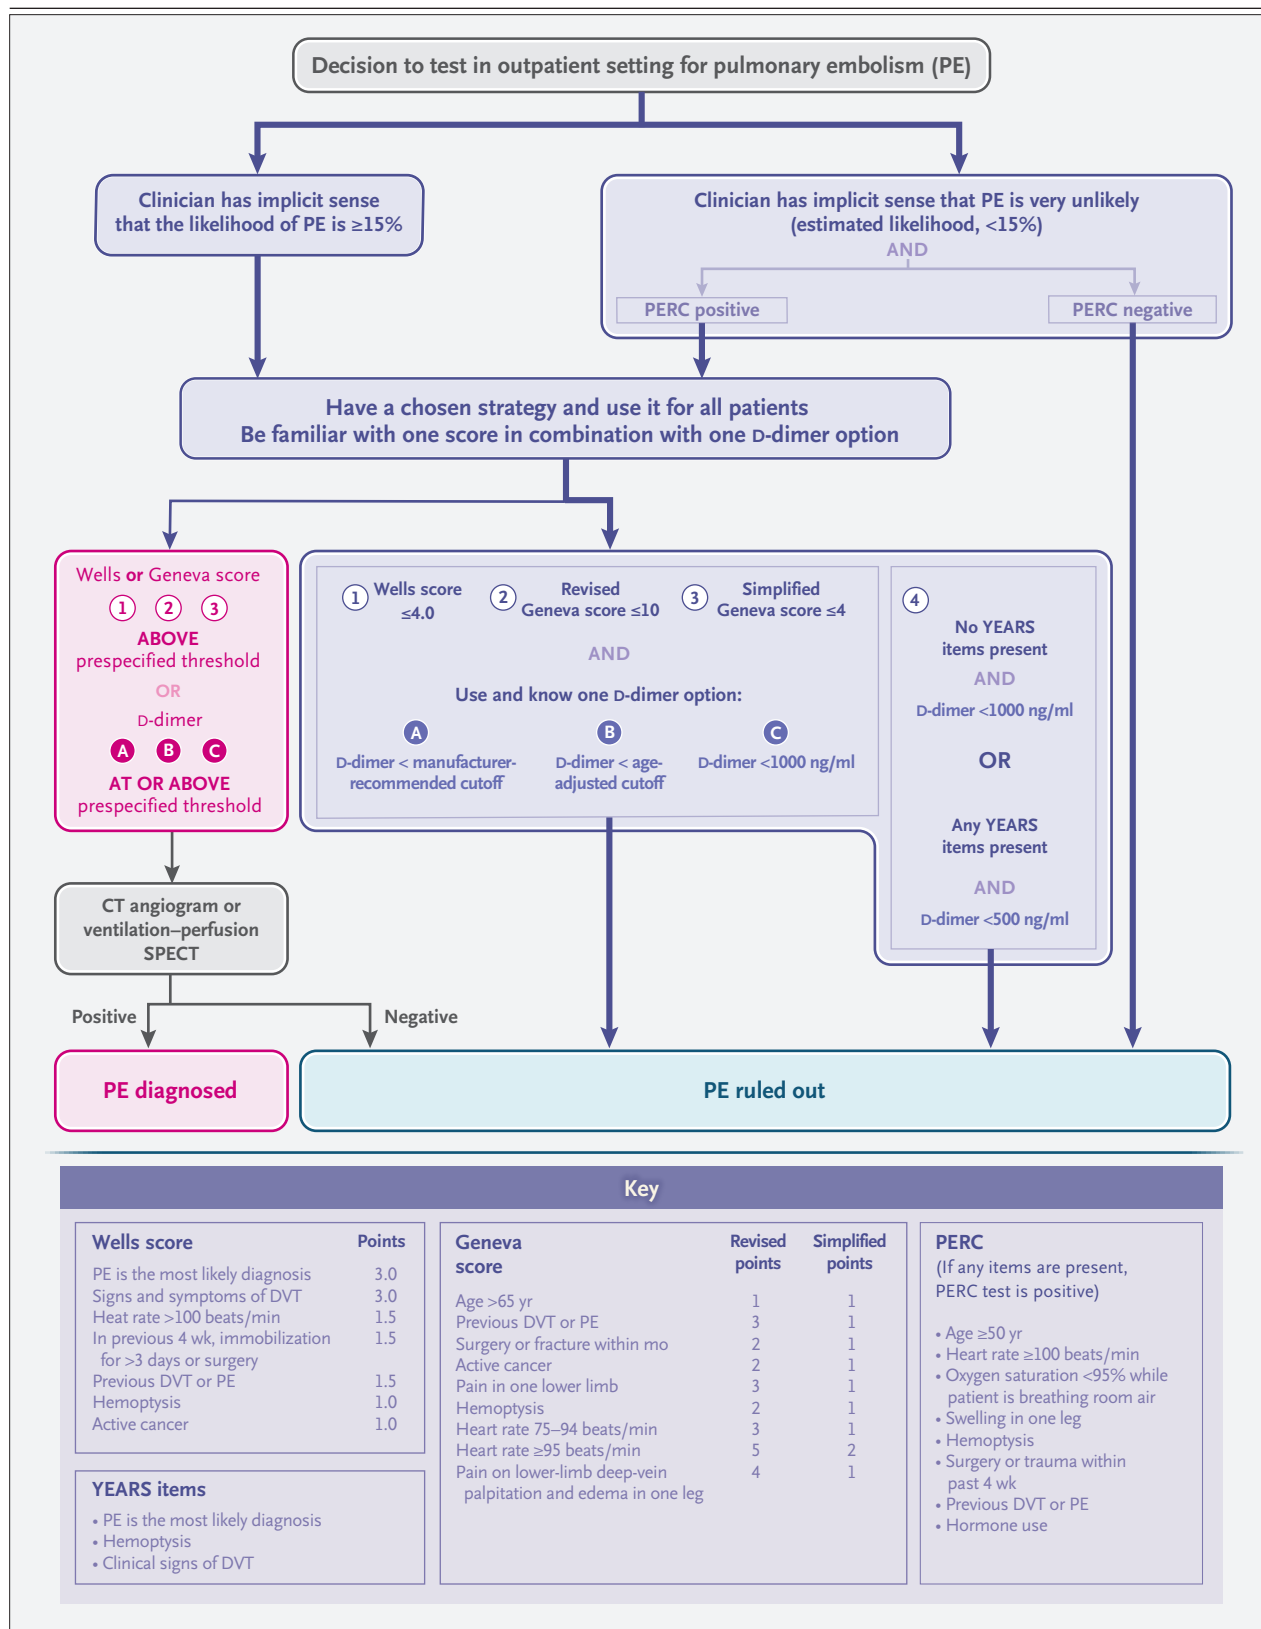 Decision to test in outpatient setting for pulmonary embolism (PE)
Clinician has implicit sense
that the likelihood of PE is ≥15%
Clinician has implicit sense that PE is very unlikely
(estimated likelihood, <15%)
AND
PERC positive
PERC negative
Have a chosen strategy and use it for all patients
Be familiar with one score in combination with one D-dimer option
Wells or Geneva score
1 2 3
ABOVE
prespecified threshold
OR
D-dimer
A B C
AT OR ABOVE
prespecified threshold
1 Wells score
≤4.0
2 Revised
Geneva score ≤10
3 Simplified
Geneva score ≤4
AND
Use and know one D-dimer option:
A
D-dimer < manufacturer-
recommended cutoff
B
D-dimer < age-
adjusted cutoff
C
D-dimer <1000 ng/ml
4
No YEARS
items present
AND
D-dimer <1000 ng/ml
OR
Any YEARS
items present
AND
D-dimer <500 ng/ml
CT angiogram or
ventilation–perfusion
SPECT
Positive
Negative
PE diagnosed
PE ruled out
Key
Wells score Points
PE is the most likely diagnosis 3.0
Signs and symptoms of DVT 3.0
Heat rate >100 beats/min 1.5
In previous 4 wk, immobilization 1.5
for >3 days or surgery
Previous DVT or PE 1.5
Hemoptysis 1.0
Active cancer 1.0
YEARS items
• PE is the most likely diagnosis
• Hemoptysis
• Clinical signs of DVT
Geneva Revised Simplified
score points points
Age >65 yr 1 1
Previous DVT or PE 3 1
Surgery or fracture within mo 2 1
Active cancer 2 1
Pain in one lower limb 3 1
Hemoptysis 2 1
Heart rate 75–94 beats/min 3 1
Heart rate ≥95 beats/min 5 2
Pain on lower-limb deep-vein 4 1
palpitation and edema in one leg
PERC
(If any items are present,
PERC test is positive)
• Age ≥50 yr
• Heart rate ≥100 beats/min
• Oxygen saturation <95% while
patient is breathing room air
• Swelling in one leg
• Hemoptysis
• Surgery or trauma within
past 4 wk
• Previous DVT or PE
• Hormone use